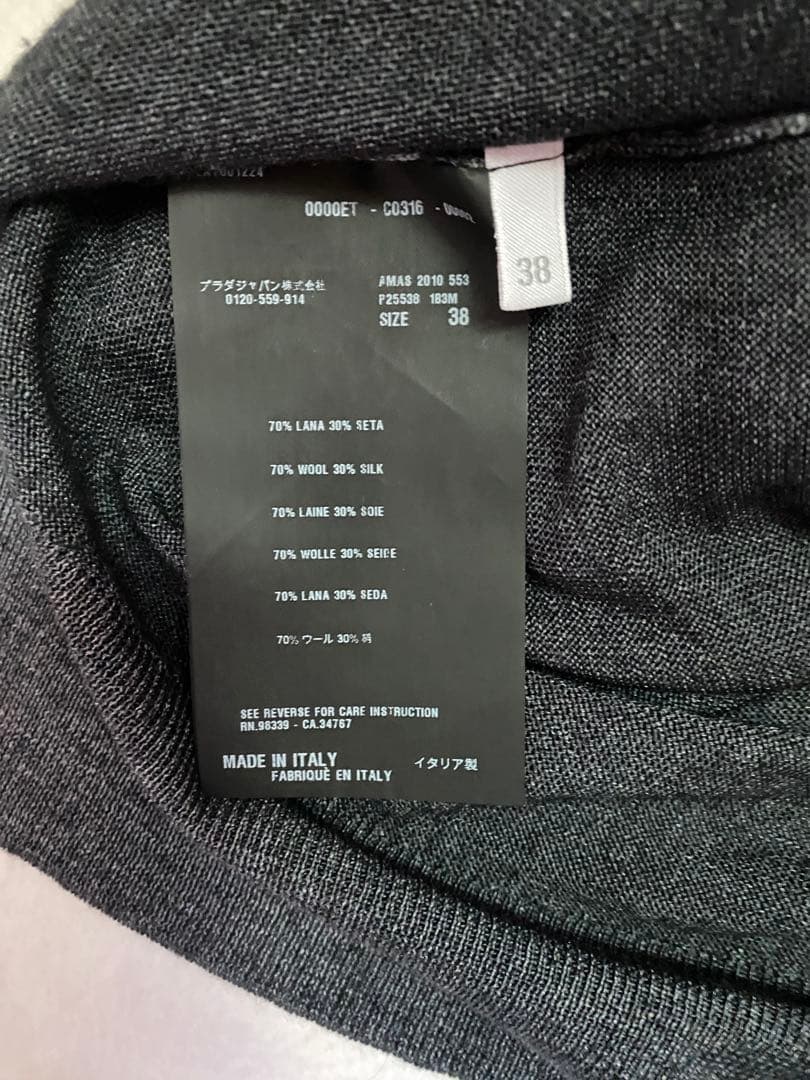 0000ET - C0316 -
38
プラダジャパン株式会社
0120-559-914
AMAS 2010 553
P25538 1B3M
SIZE 38
70% LANA 30% SETA
70% WOOL 30% SILK
70% LAINE 30% SOIE
70% WOLLE 30% SEIDE
70% LANA 30% SEDA
70% ウール 30% 絹
SEE REVERSE FOR CARE INSTRUCTION
RN.98339 - CA.34767
MADE IN ITALY
FABRIQUÈ EN ITALY
イタリア製